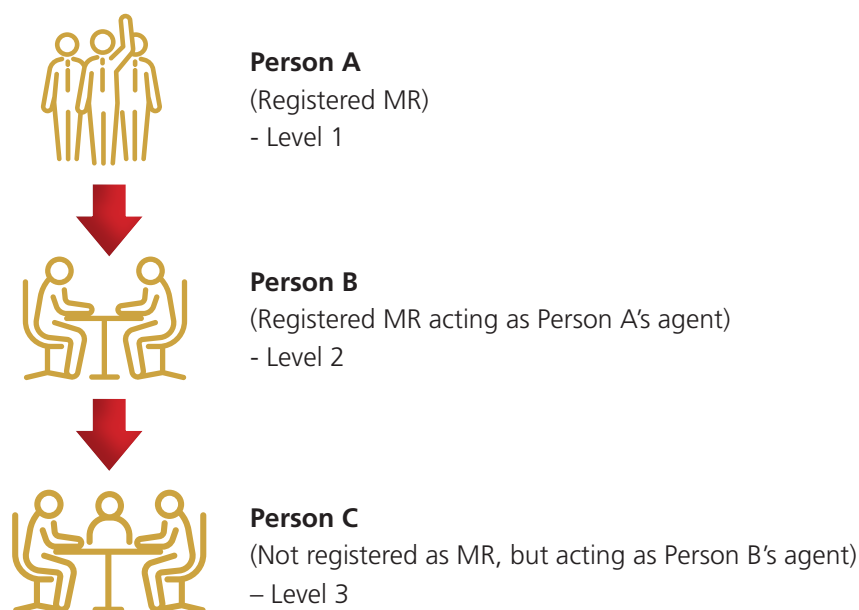 Person A
(Registered MR)
- Level 1
Person B
(Registered MR acting as Person A's agent)
- Level 2
Person C
(Not registered as MR, but acting as Person B's agent)
– Level 3